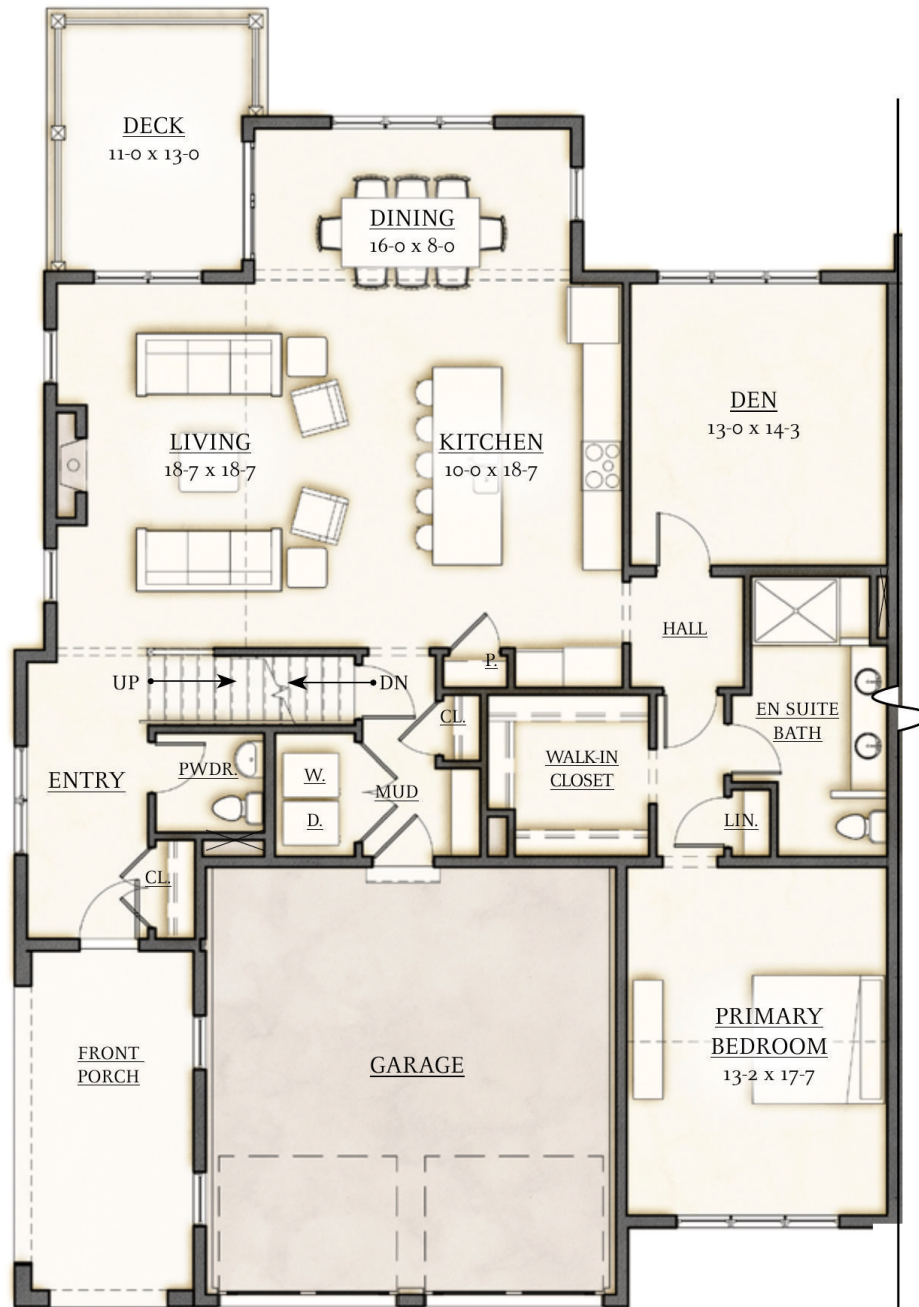 DECK
11-0 x 13-0
DINING
16-0 x 8-0
DEN
13-0 x 14-3
LIVING
18-7 x 18-7
KITCHEN
10-0 x 18-7
HALL
P.
UP
DN
CL.
EN SUITE
BATH
ENTRY
PWDR.
W.
D.
MUD
WALK-IN
CLOSET
LIN.
CL.
PRIMARY
BEDROOM
13-2 x 17-7
FRONT
PORCH
GARAGE